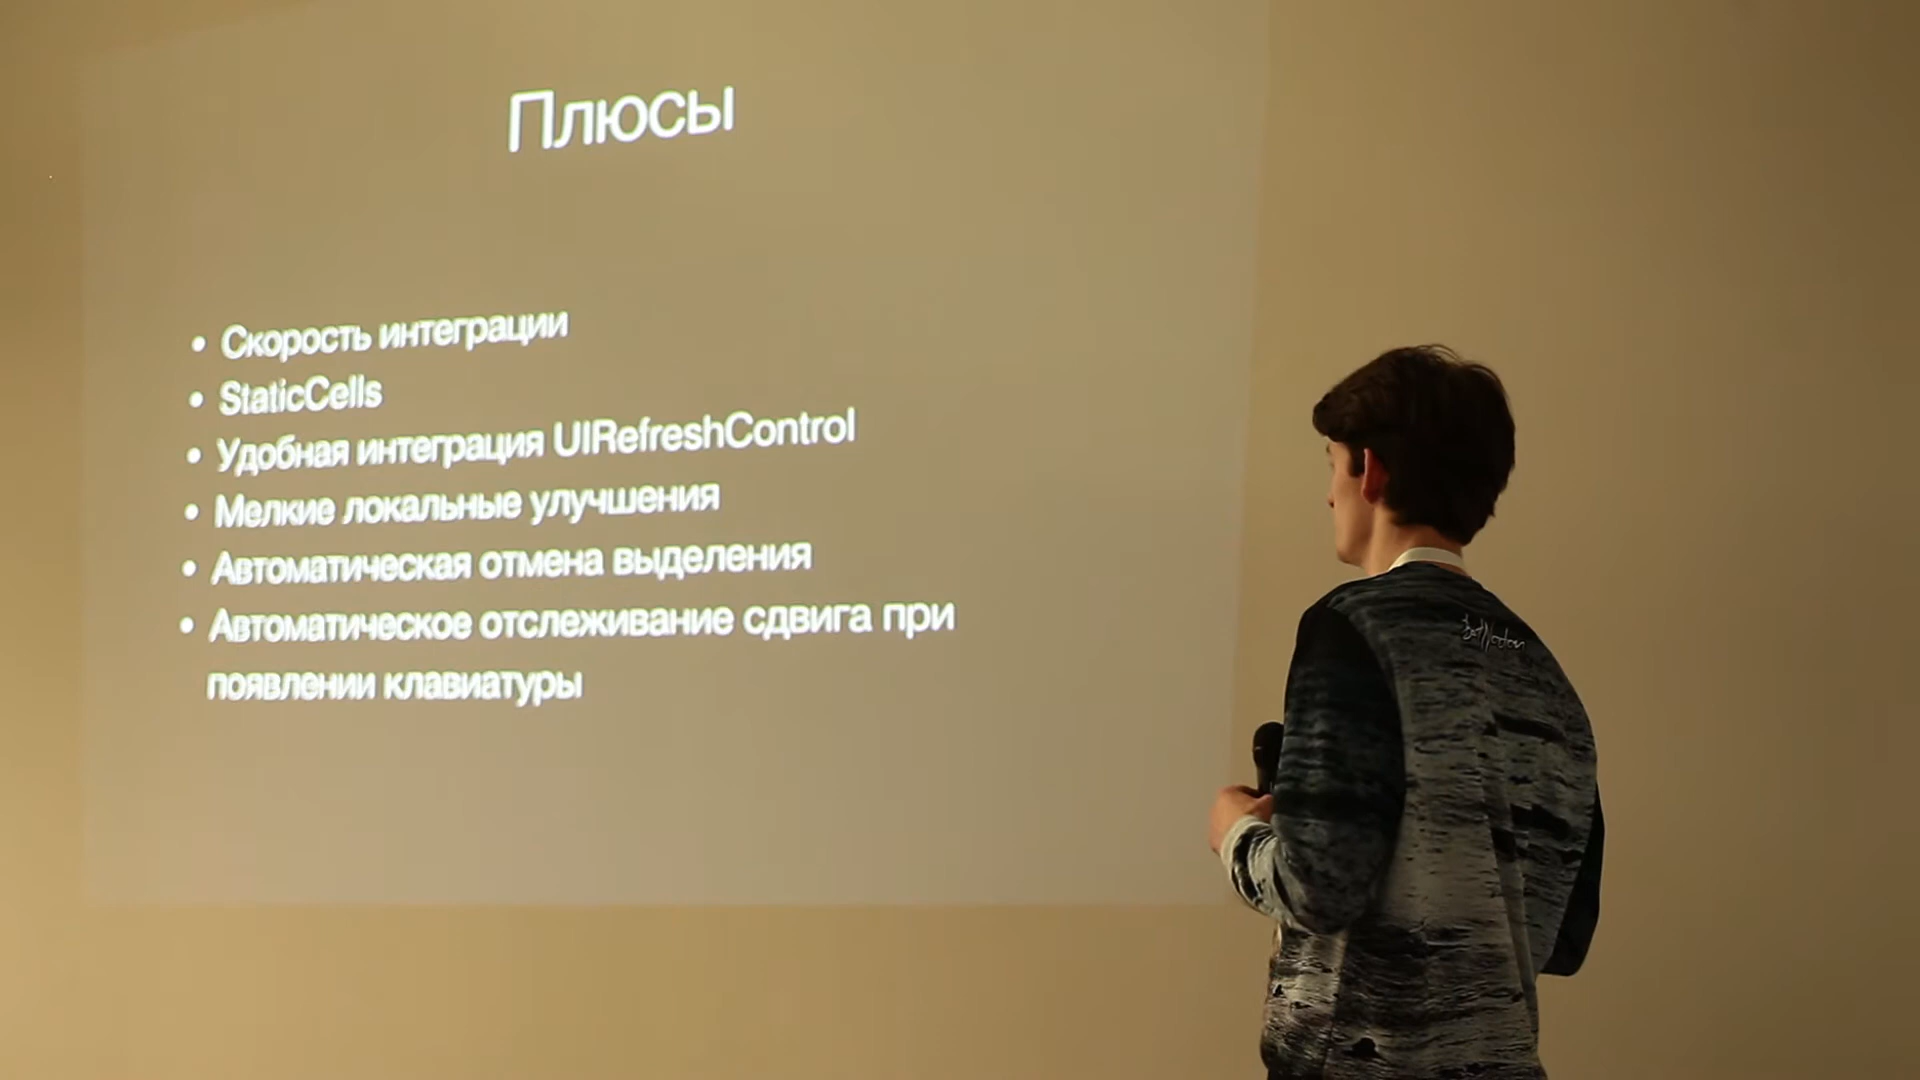 Плюсы
• Скорость интеграции
• StaticCells
• Удобная интеграция UIRefreshControl
• Мелкие локальные улучшения
• Автоматическая отмена выделения
• Автоматическое отслеживание сдвига при
появлении клавиатуры